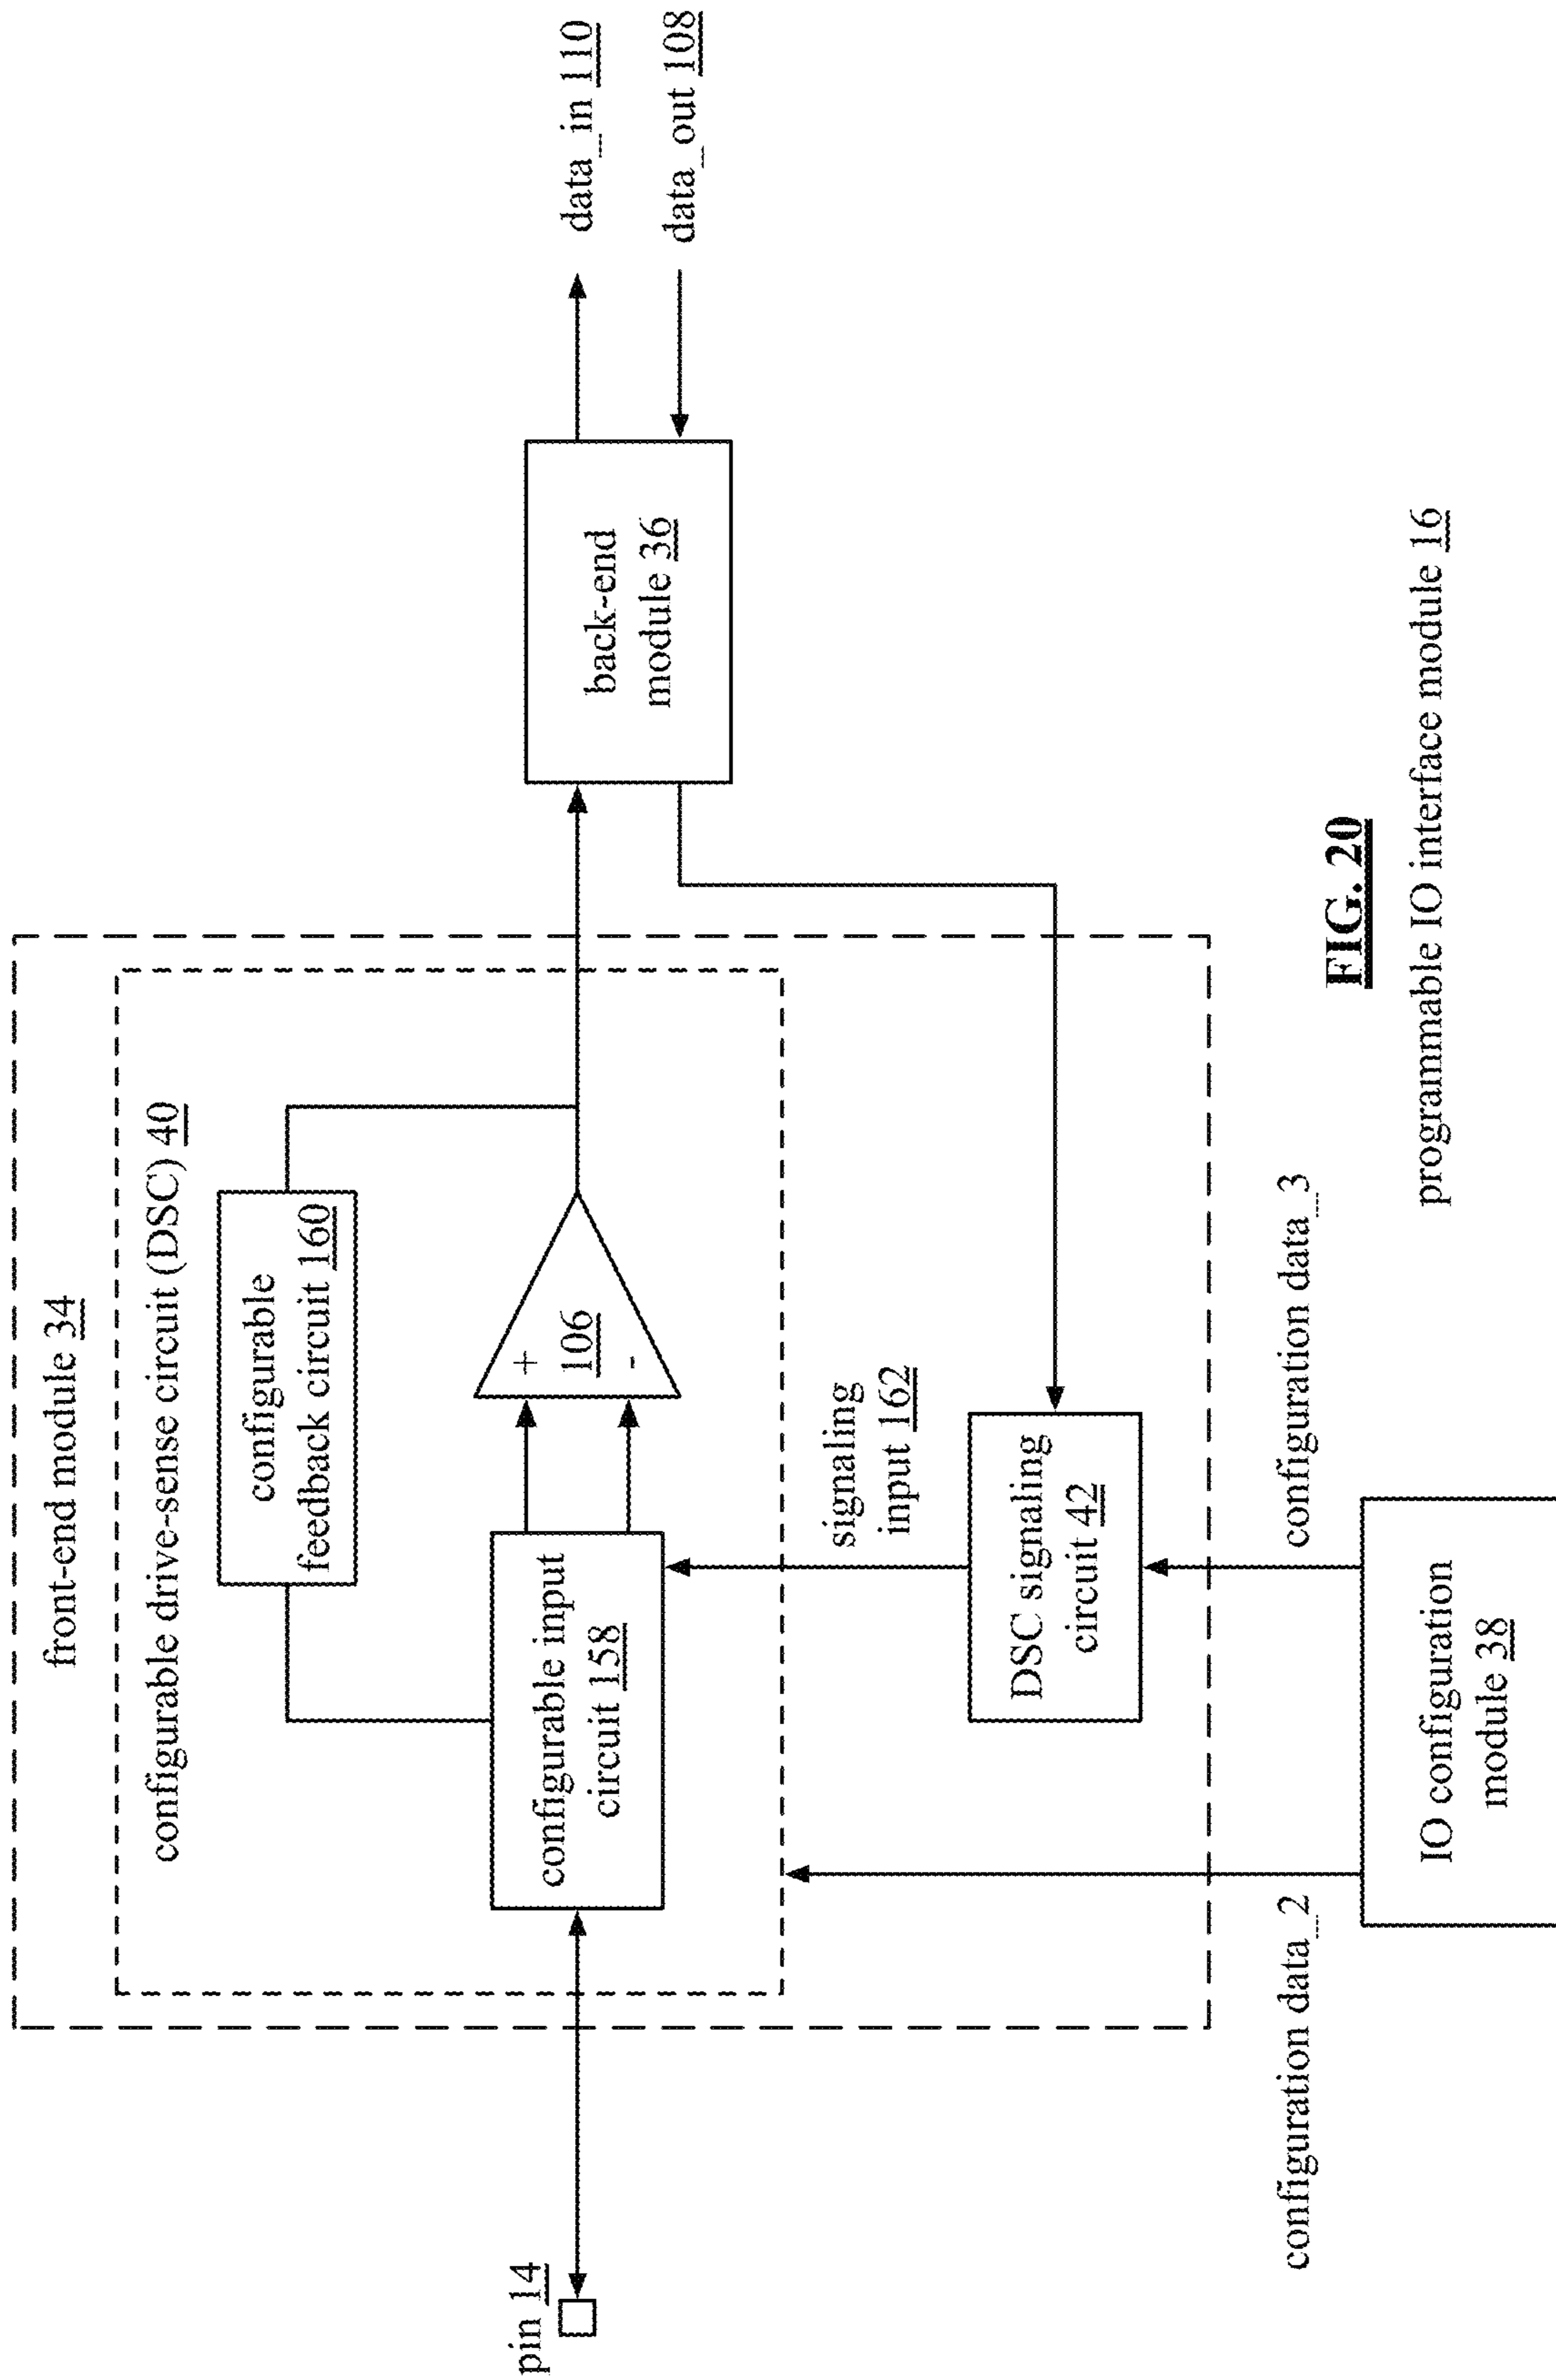 front-end module 34
configurable drive-sense circuit (DSC) 40
configurable
feedback circuit 160
pin 14
configurable input
circuit 158
+
106
-
back-end
module 36
data_in 110
data_out 108
signaling
input 162
DSC signaling
circuit 42
configuration data_2
configuration data_3
IO configuration
module 38
FIG. 20
programmable IO interface module 16